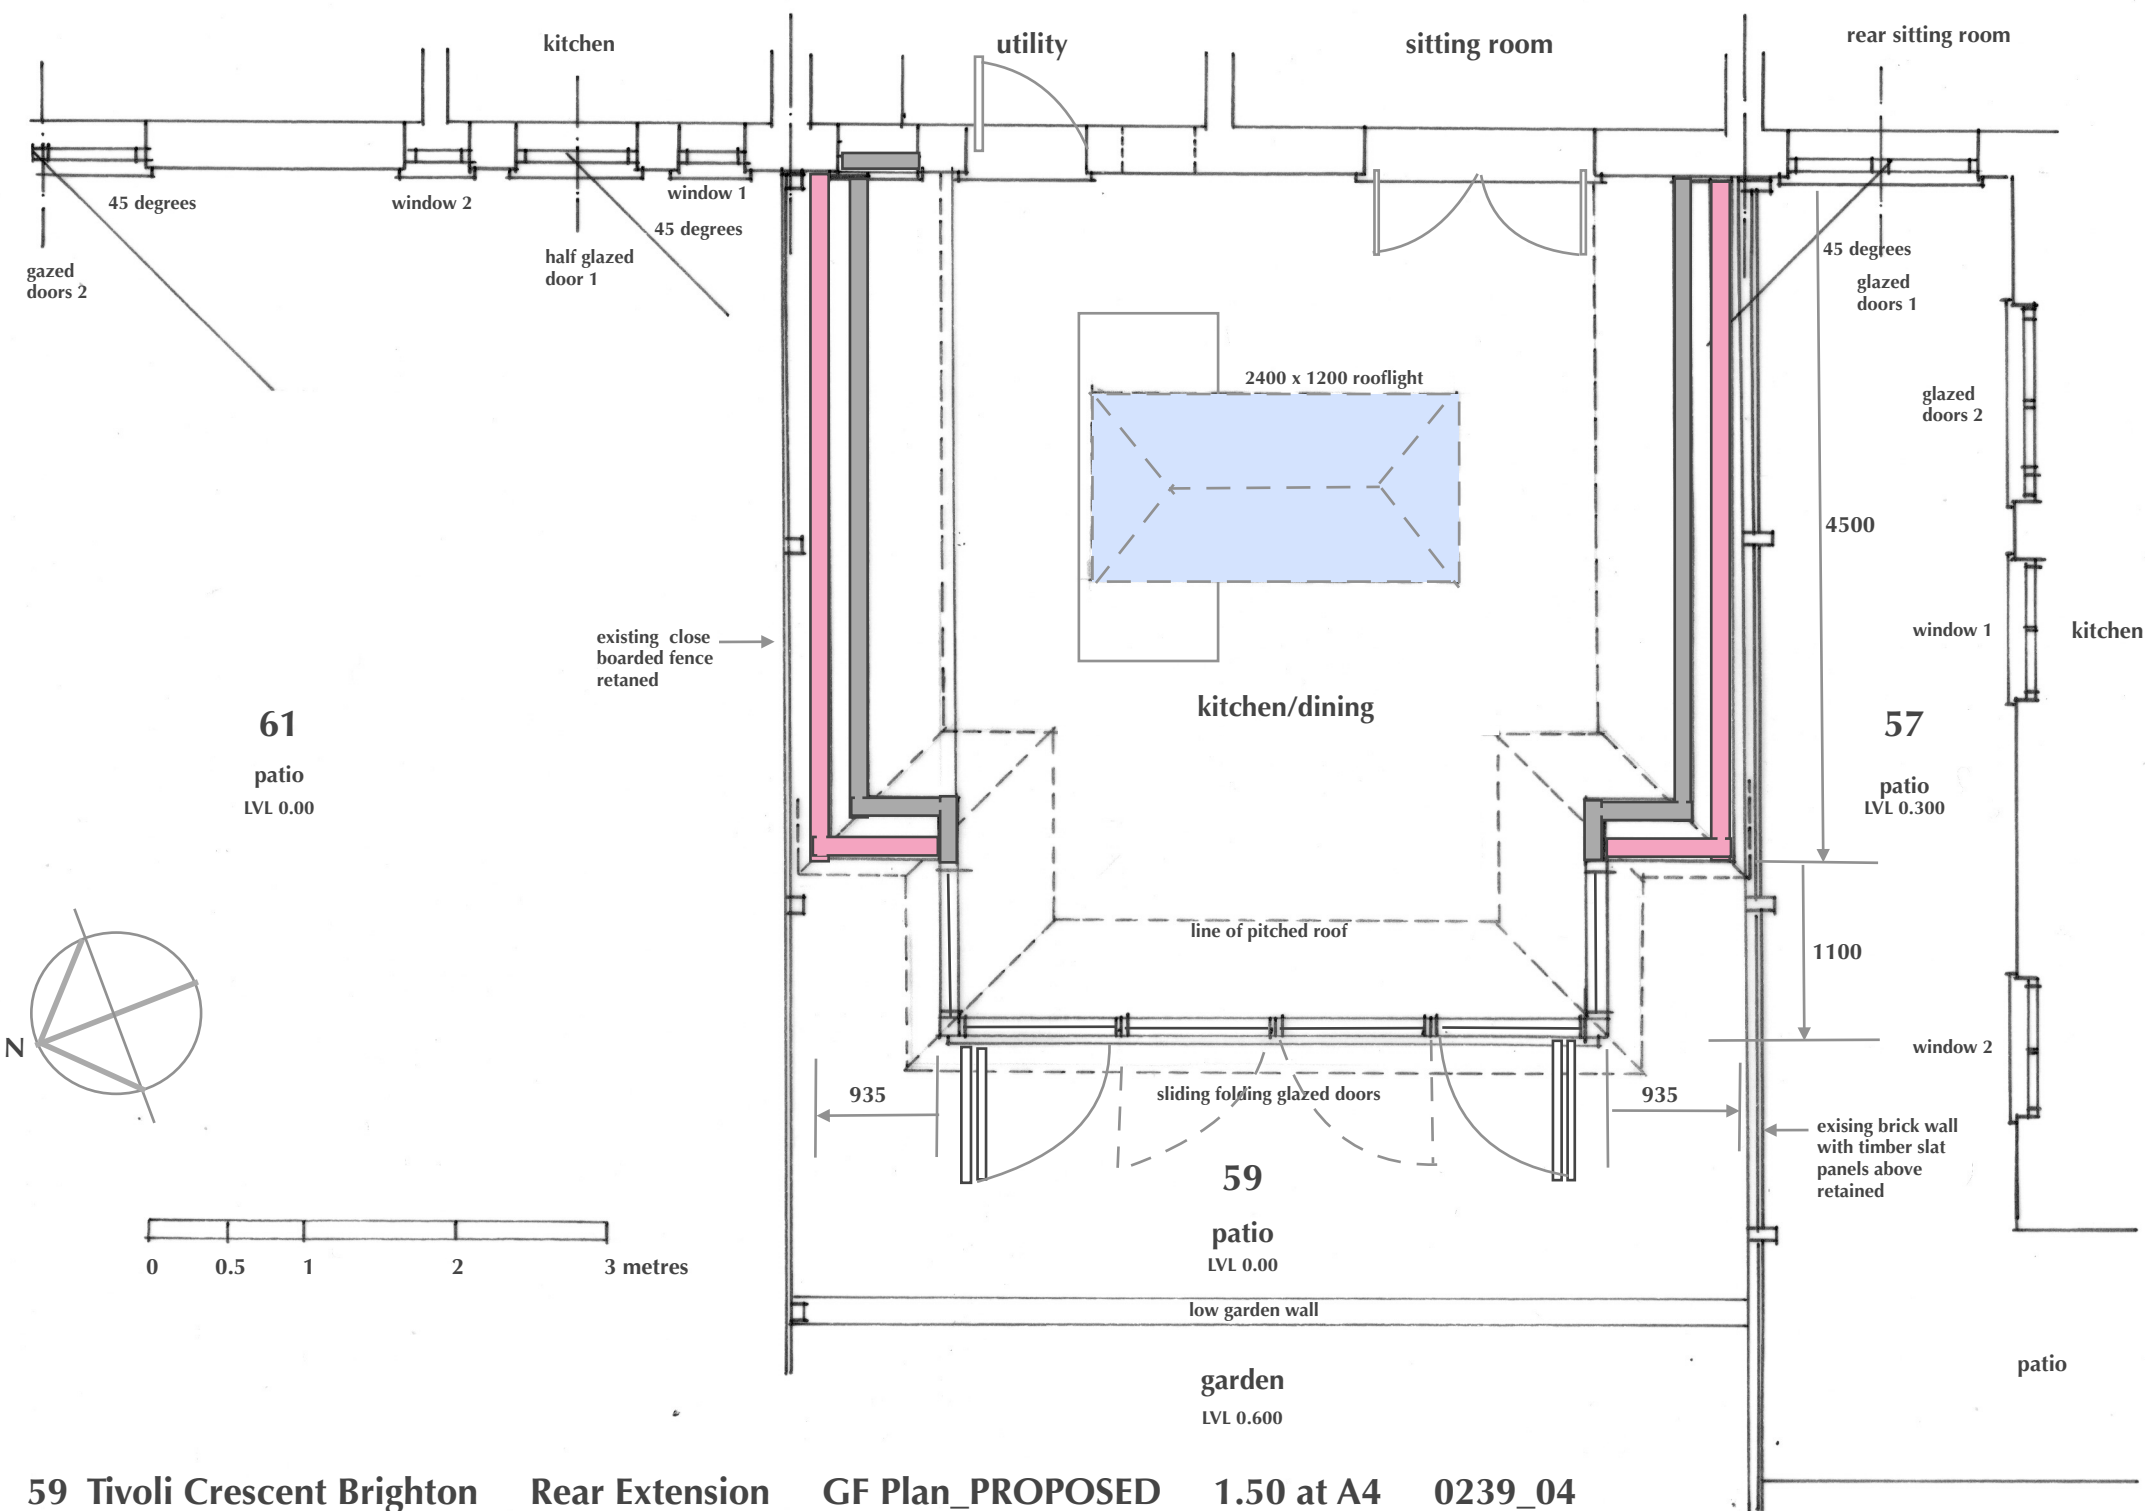 kitchen
utility
sitting room
rear sitting room
45 degrees
window 2
window 1
45 degrees
45 degrees
gazed
doors 2
half glazed
door 1
glazed
doors 1
2400 x 1200 rooflight
glazed
doors 2
4500
existing close
boarded fence
retaned
window 1
kitchen
kitchen/dining
61
patio
LVL 0.00
57
patio
LVL 0.300
line of pitched roof
1100
N
window 2
935
sliding folding glazed doors
935
exising brick wall
with timber slat
panels above
retained
59
patio
LVL 0.00
0 0.5 1 2 3 metres
low garden wall
patio
garden
LVL 0.600
59 Tivoli Crescent Brighton Rear Extension GF Plan_PROPOSED 1.50 at A4 0239_04